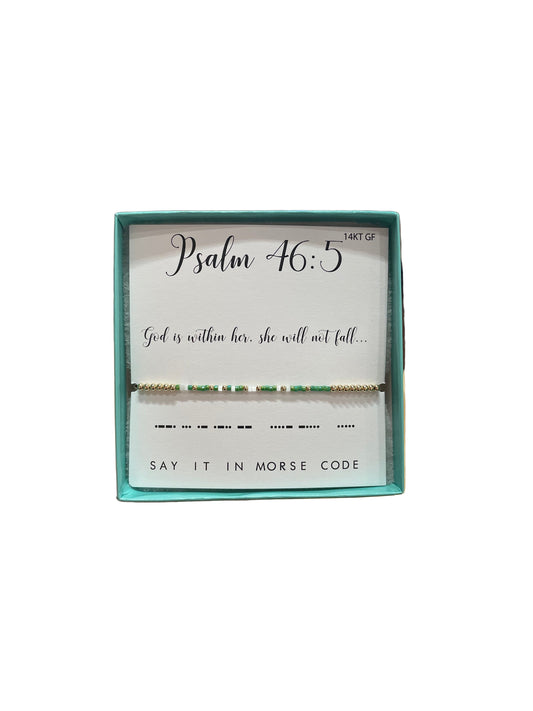 Psalm 46:5
14KT GF
God is within her, she will not fall...
SAY IT IN MORSE CODE